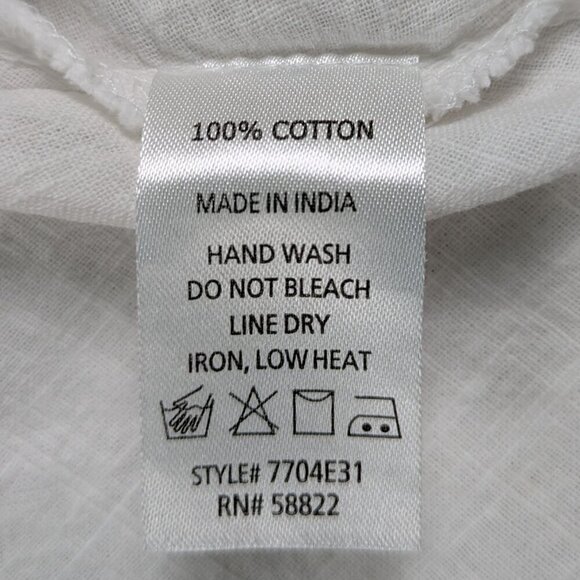 100% COTTON
MADE IN INDIA
HAND WASH
DO NOT BLEACH
LINE DRY
IRON, LOW HEAT
STYLE# 7704E31
RN# 58822